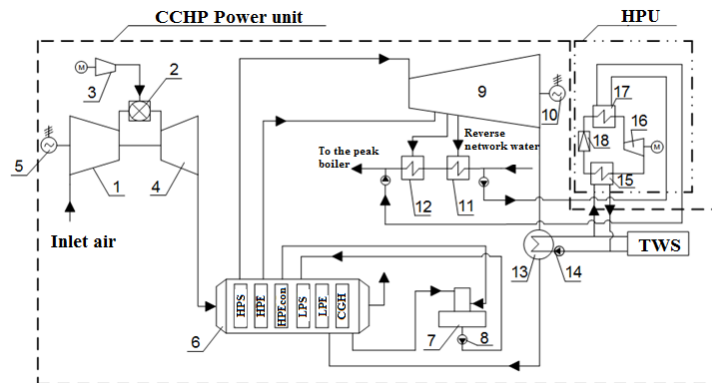 CCHP Power unit
HPU
M
3
2
5
1
4
Inlet air
9
10
To the peak
boiler
Reverse
network water
12
11
17
16
M
18
15
13
14
TWS
6
HPS
HPE
HPEcon
LPS
LPE
CGH
7
8